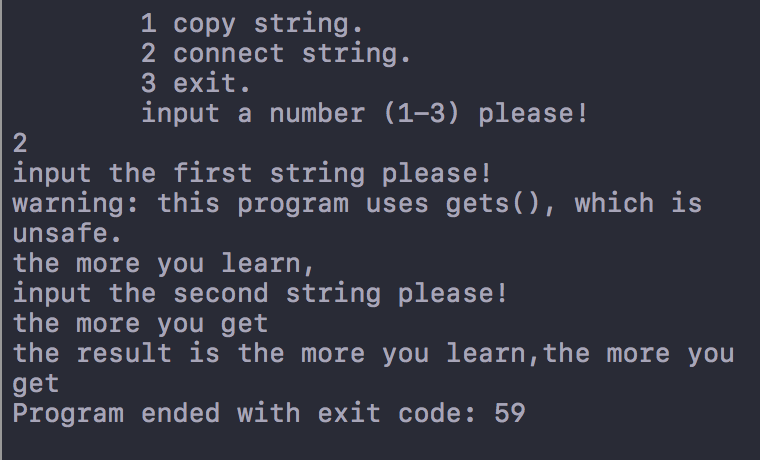 1 copy string.
2 connect string.
3 exit.
input a number (1—3) please!
2
input the first string please!
warning: this program uses gets(), which is
unsafe.
the more you learn,
input the second string please!
the more you get
the result is the more you learn,the more you
get
Program ended with exit code: 59